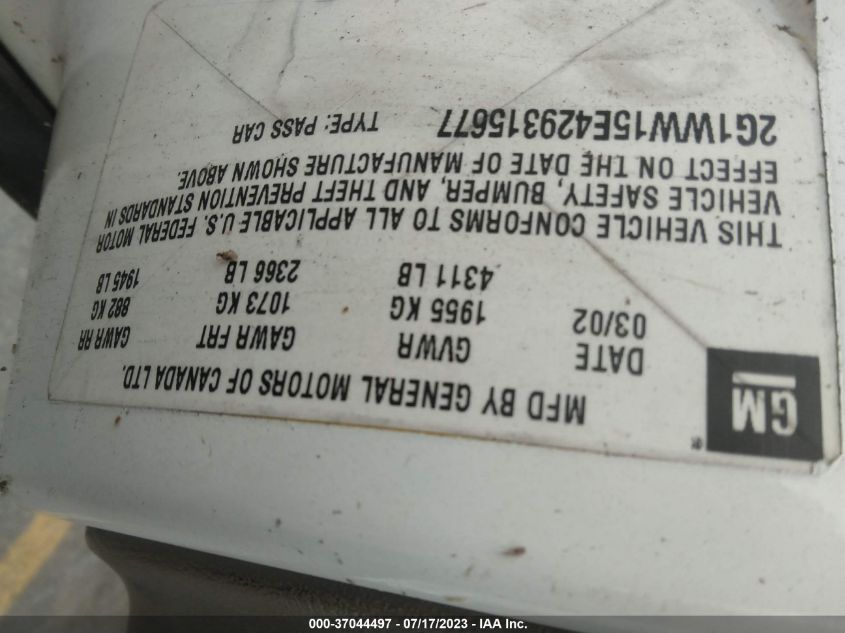 GM
MFD BY GENERAL MOTORS OF CANADA LTD.
DATE GVWR GAWR FRT GAWR RR
03/02 1955 KG 1073 KG 882 KG
4311 LB 2366 LB 1945 LB
THIS VEHICLE CONFORMS TO ALL APPLICABLE U.S. FEDERAL MOTOR
VEHICLE SAFETY, BUMPER, AND THEFT PREVENTION STANDARDS IN
EFFECT ON THE DATE OF MANUFACTURE SHOWN ABOVE.
2G1WW15E429315677 TYPE: PASS CAR
000-37044497 - 07/17/2023 - IAA Inc.